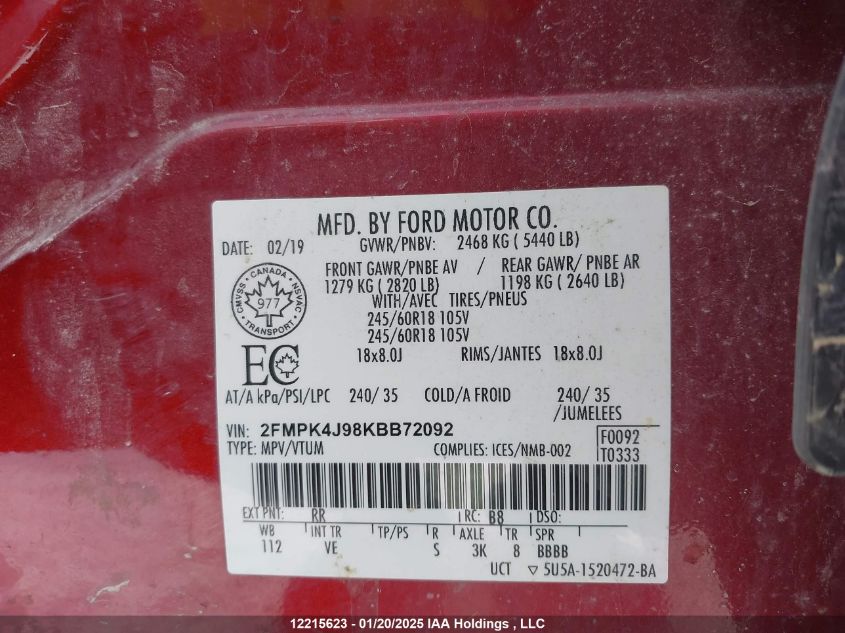 MFD. BY FORD MOTOR CO.
DATE: 02/19 GVWR/PNBV: 2468 KG ( 5440 LB)
FRONT GAWR/PNBE AV / REAR GAWR/ PNBE AR
1279 KG ( 2820 LB) 1198 KG ( 2640 LB)
WITH/AVEC TIRES/PNEUS
245/60R18 105V
245/60R18 105V
18x8.0J RIMS/JANTES 18x8.0J
CANADA
CMVSS NSVAC
977
TRANSPORT
EC
AT/A kPa/PSI/LPC 240/ 35 COLD/A FROID 240/ 35
/JUMELEES
VIN: 2FMPK4J98KBB72092
TYPE: MPV/VTUM COMPLIES: ICES/NMB-002
F0092
T0333
EXT PNT: RR RC: B8 DSO:
WB INT TR TP/PS R AXLE TR SPR
112 VE S 3K 8 BBBB
UCT ▽ 5U5A-1520472-BA
12215623 - 01/20/2025 IAA Holdings , LLC